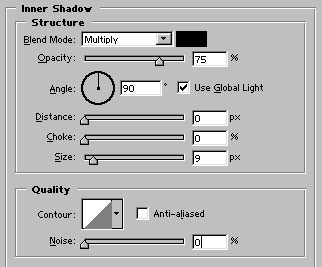 Inner Shadow
Structure
Blend Mode: Multiply
Opacity: 75 %
Angle: 90 ° Use Global Light
Distance: 0 px
Choke: 0 %
Size: 9 px
Quality
Contour: Anti-aliased
Noise: 0 %